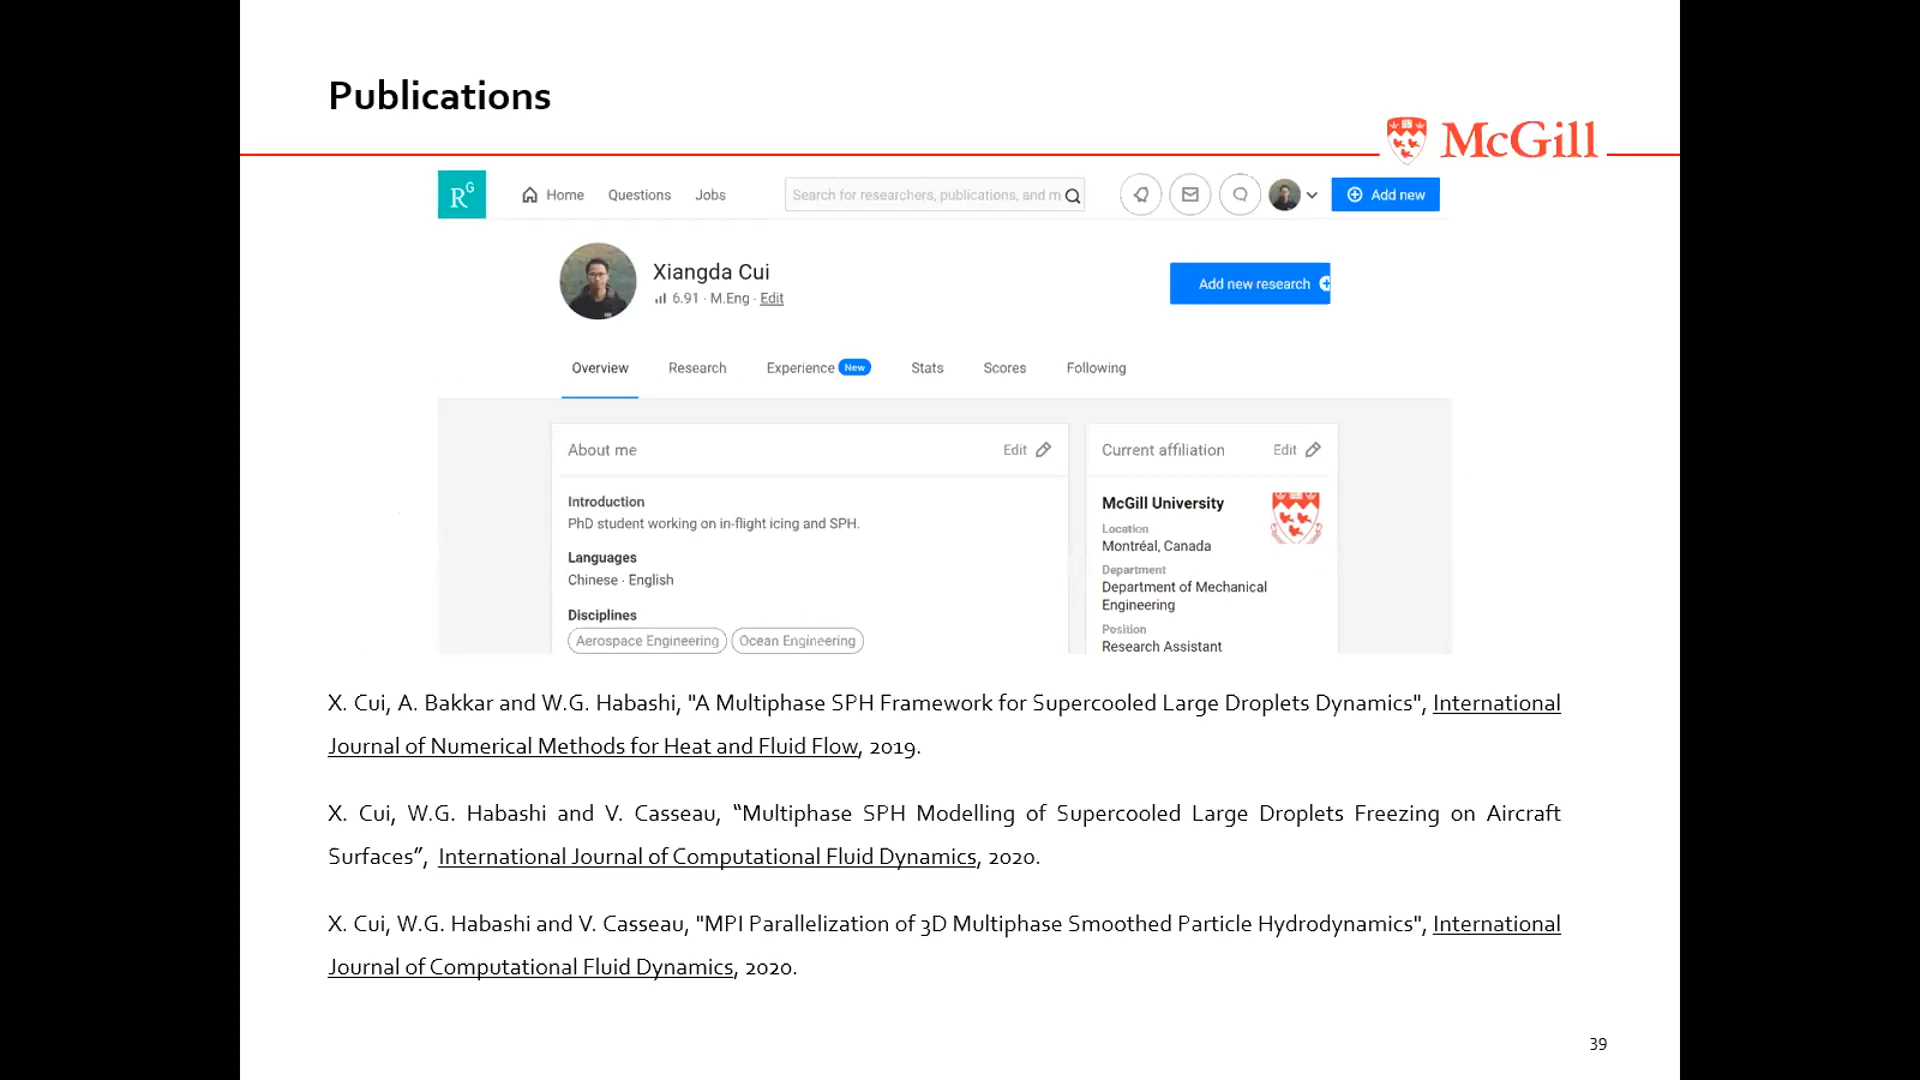 Publications
McGill
RG
Home Questions Jobs
Search for researchers, publications, and m
Add new
Xiangda Cui
6.91 · M.Eng · Edit
Add new research
Overview Research Experience New Stats Scores Following
About me Edit
Introduction
PhD student working on in-flight icing and SPH.
Languages
Chinese · English
Disciplines
Aerospace Engineering Ocean Engineering
Current affiliation Edit
McGill University
Location
Montréal, Canada
Department
Department of Mechanical
Engineering
Position
Research Assistant
X. Cui, A. Bakkar and W.G. Habashi, "A Multiphase SPH Framework for Supercooled Large Droplets Dynamics", International
Journal of Numerical Methods for Heat and Fluid Flow, 2019.
X. Cui, W.G. Habashi and V. Casseau, “Multiphase SPH Modelling of Supercooled Large Droplets Freezing on Aircraft
Surfaces”, International Journal of Computational Fluid Dynamics, 2020.
X. Cui, W.G. Habashi and V. Casseau, "MPI Parallelization of 3D Multiphase Smoothed Particle Hydrodynamics", International
Journal of Computational Fluid Dynamics, 2020.
39